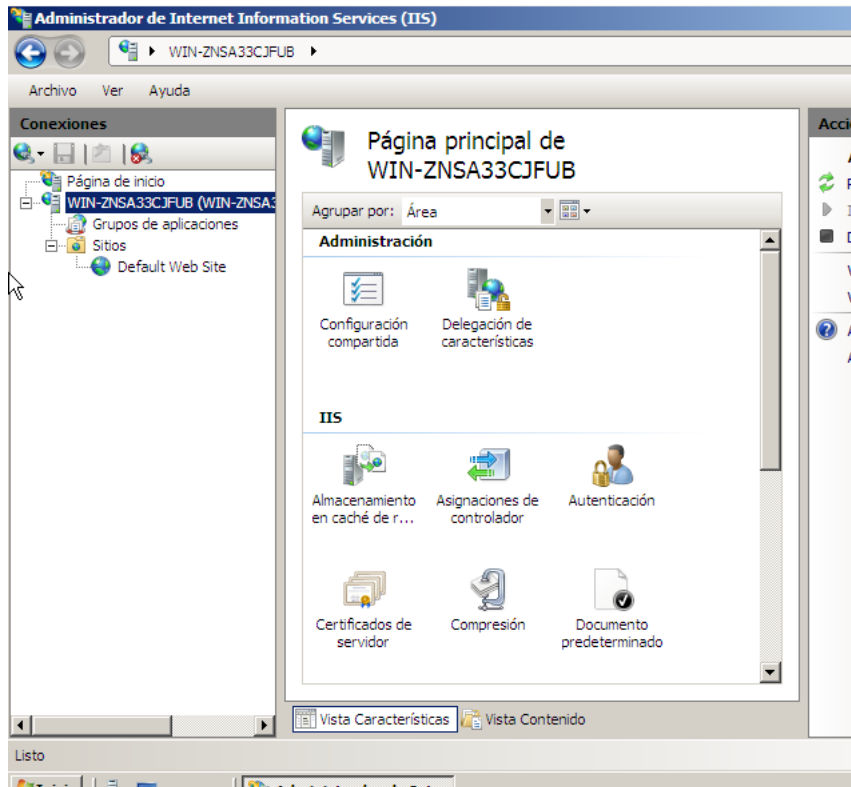 Administrador de Internet Information Services (IIS)
WIN-ZNSA33CJFUB
Archivo Ver Ayuda
Conexiones
Página de inicio
WIN-ZNSA33CJFUB (WIN-ZNSA3
Grupos de aplicaciones
Sitios
Default Web Site
Página principal de
WIN-ZNSA33CJFUB
Agrupar por: Área
Administración
Configuración
compartida
Delegación de
características
IIS
Almacenamiento
en caché de r...
Asignaciones de
controlador
Autenticación
Certificados de
servidor
Compresión
Documento
predeterminado
Vista Características Vista Contenido
Acci
Listo